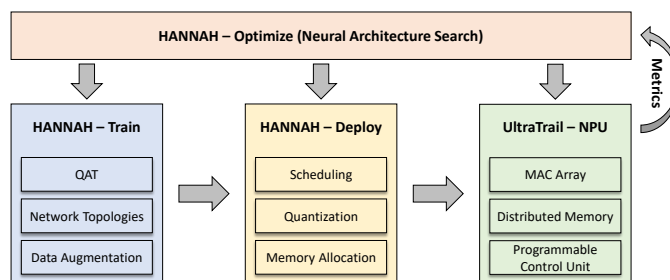 HANNAH – Optimize (Neural Architecture Search)
Metrics
HANNAH – Train
QAT
Network Topologies
Data Augmentation
HANNAH – Deploy
Scheduling
Quantization
Memory Allocation
UltraTrail – NPU
MAC Array
Distributed Memory
Programmable
Control Unit